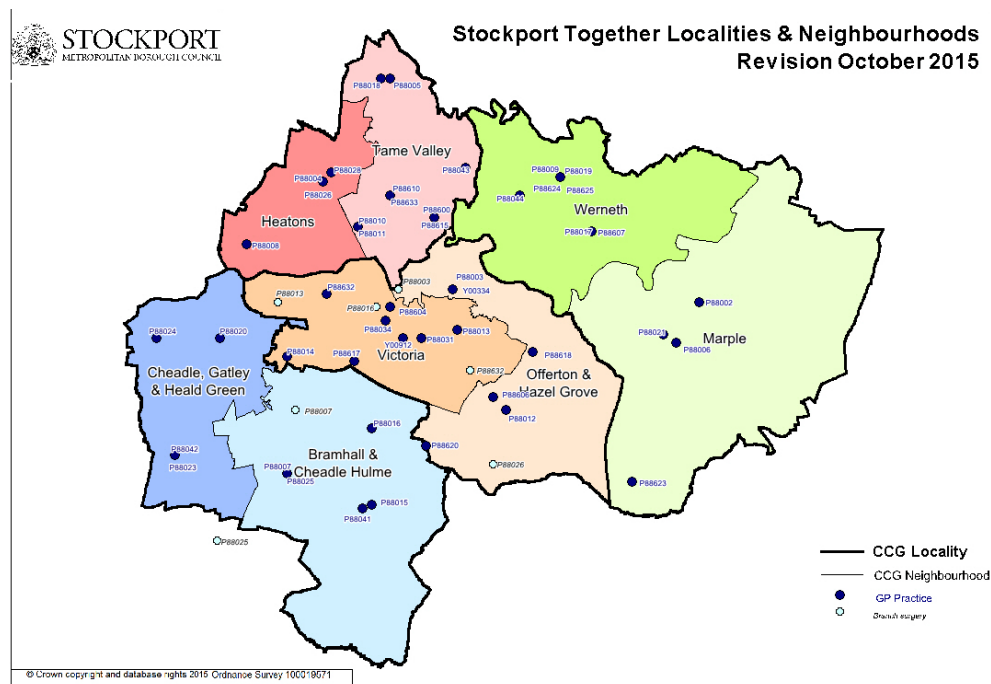 STOCKPORT
METROPOLITAN BOROUGH COUNCIL
Stockport Together Localities & Neighbourhoods
Revision October 2015
P88018
P88005
Tame Valley
P88043
P88028
P88004
P88026
P88610
P88633
P88600
P88615
P88010
P88011
Heatons
P88008
P88009
P88019
P88624
P88625
P88044
Werneth
P88017
P88607
P88003
P88003
Y00334
P88013
P88632
P88016
P88604
P88034
Y00912
P88031
P88013
Victoria
P88014
P88617
P88632
P88002
P88021
P88006
Marple
P88618
Offerton &
Hazel Grove
P88606
P88012
P88620
P88026
P88623
P88024
P88020
Cheadle, Gatley
& Heald Green
P88042
P88023
P88007
P88016
Bramhall &
Cheadle Hulme
P88007
P88025
P88015
P88041
P88025
CCG Locality
CCG Neighbourhood
GP Practice
Branch surgery
© Crown copyright and database rights 2015 Ordnance Survey 100019571